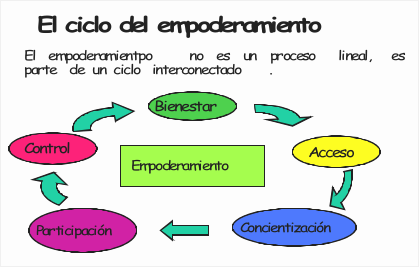 El ciclo del empoderamiento
El empoderamientpo no es un proceso lineal, es
parte de un ciclo interconectado .
Bienestar
Control
Acceso
Empoderamiento
Participación
Concientización